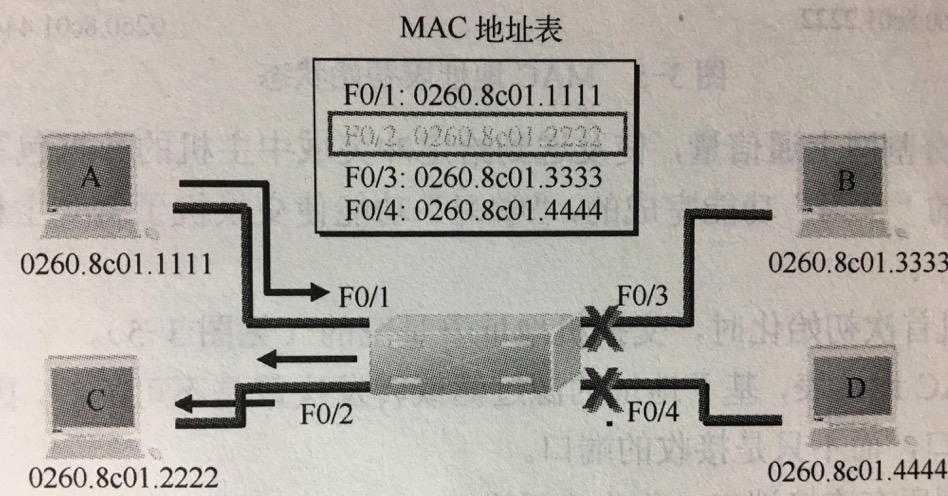 MAC 地址表
F0/1: 0260.8c01.1111
F0/2: 0260.8c01.2222
F0/3: 0260.8c01.3333
F0/4: 0260.8c01.4444
A
B
0260.8c01.1111
0260.8c01.3333
F0/1
F0/3
C
D
F0/2
F0/4
0260.8c01.2222
0260.8c01.4444